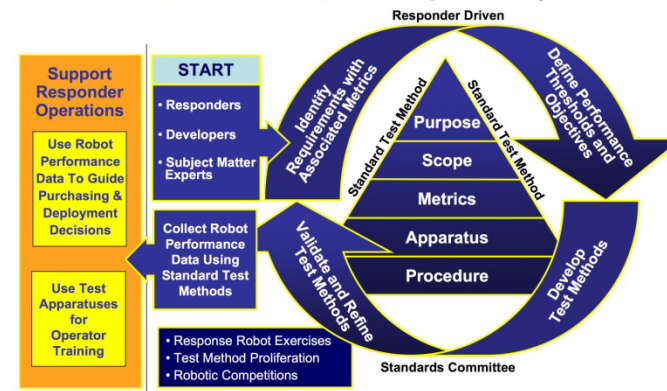 Responder Driven
Support
Responder
Operations
Use Robot
Performance
Data To Guide
Purchasing &
Deployment
Decisions
Use Test
Apparatuses
for
Operator
Training
START
• Responders
• Developers
• Subject Matter
Experts
Collect Robot
Performance
Data Using
Standard Test
Methods
• Response Robot Exercises
• Test Method Proliferation
• Robotic Competitions
Identify
Requirements with
Associated Metrics
Define Performance
Thresholds and
Objectives
Develop
Test Methods
Validate and Refine
Test Methods
Standard Test Method
Standard Test Method
Purpose
Scope
Metrics
Apparatus
Procedure
Standards Committee